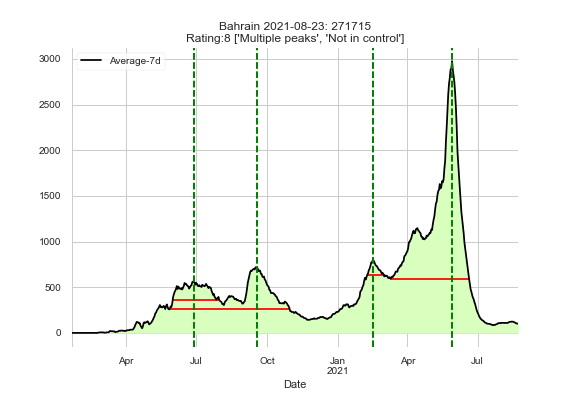 Bahrain 2021-08-23: 271715
Rating:8 ['Multiple peaks', 'Not in control']
Average-7d
3000
2500
2000
1500
1000
500
0
Apr
Jul
Oct
Jan
2021
Apr
Jul
Date